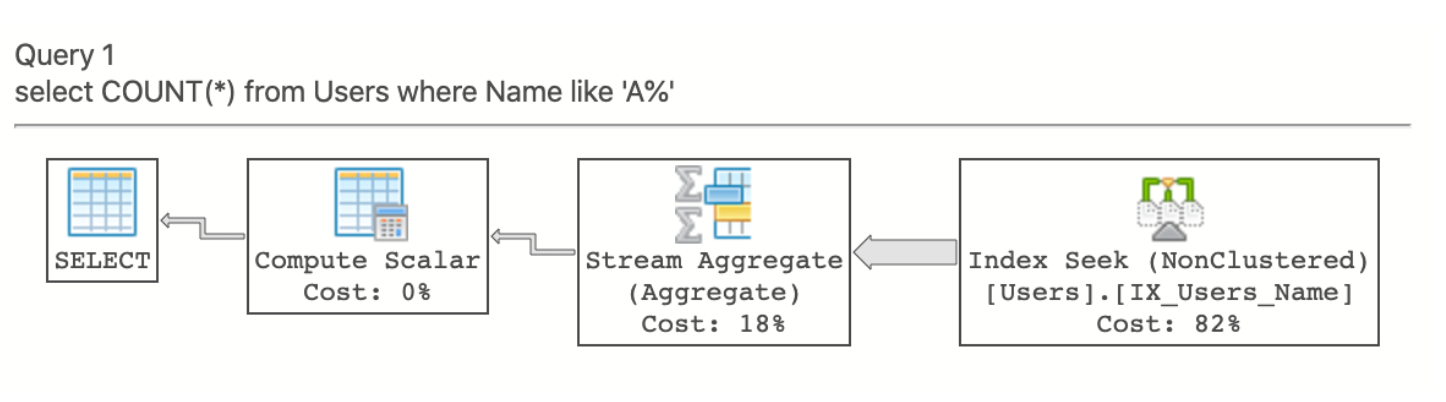 Query 1
select COUNT(*) from Users where Name like 'A%'
SELECT
Compute Scalar
Cost: 0%
Stream Aggregate
(Aggregate)
Cost: 18%
Index Seek (NonClustered)
[Users].[IX_Users_Name]
Cost: 82%